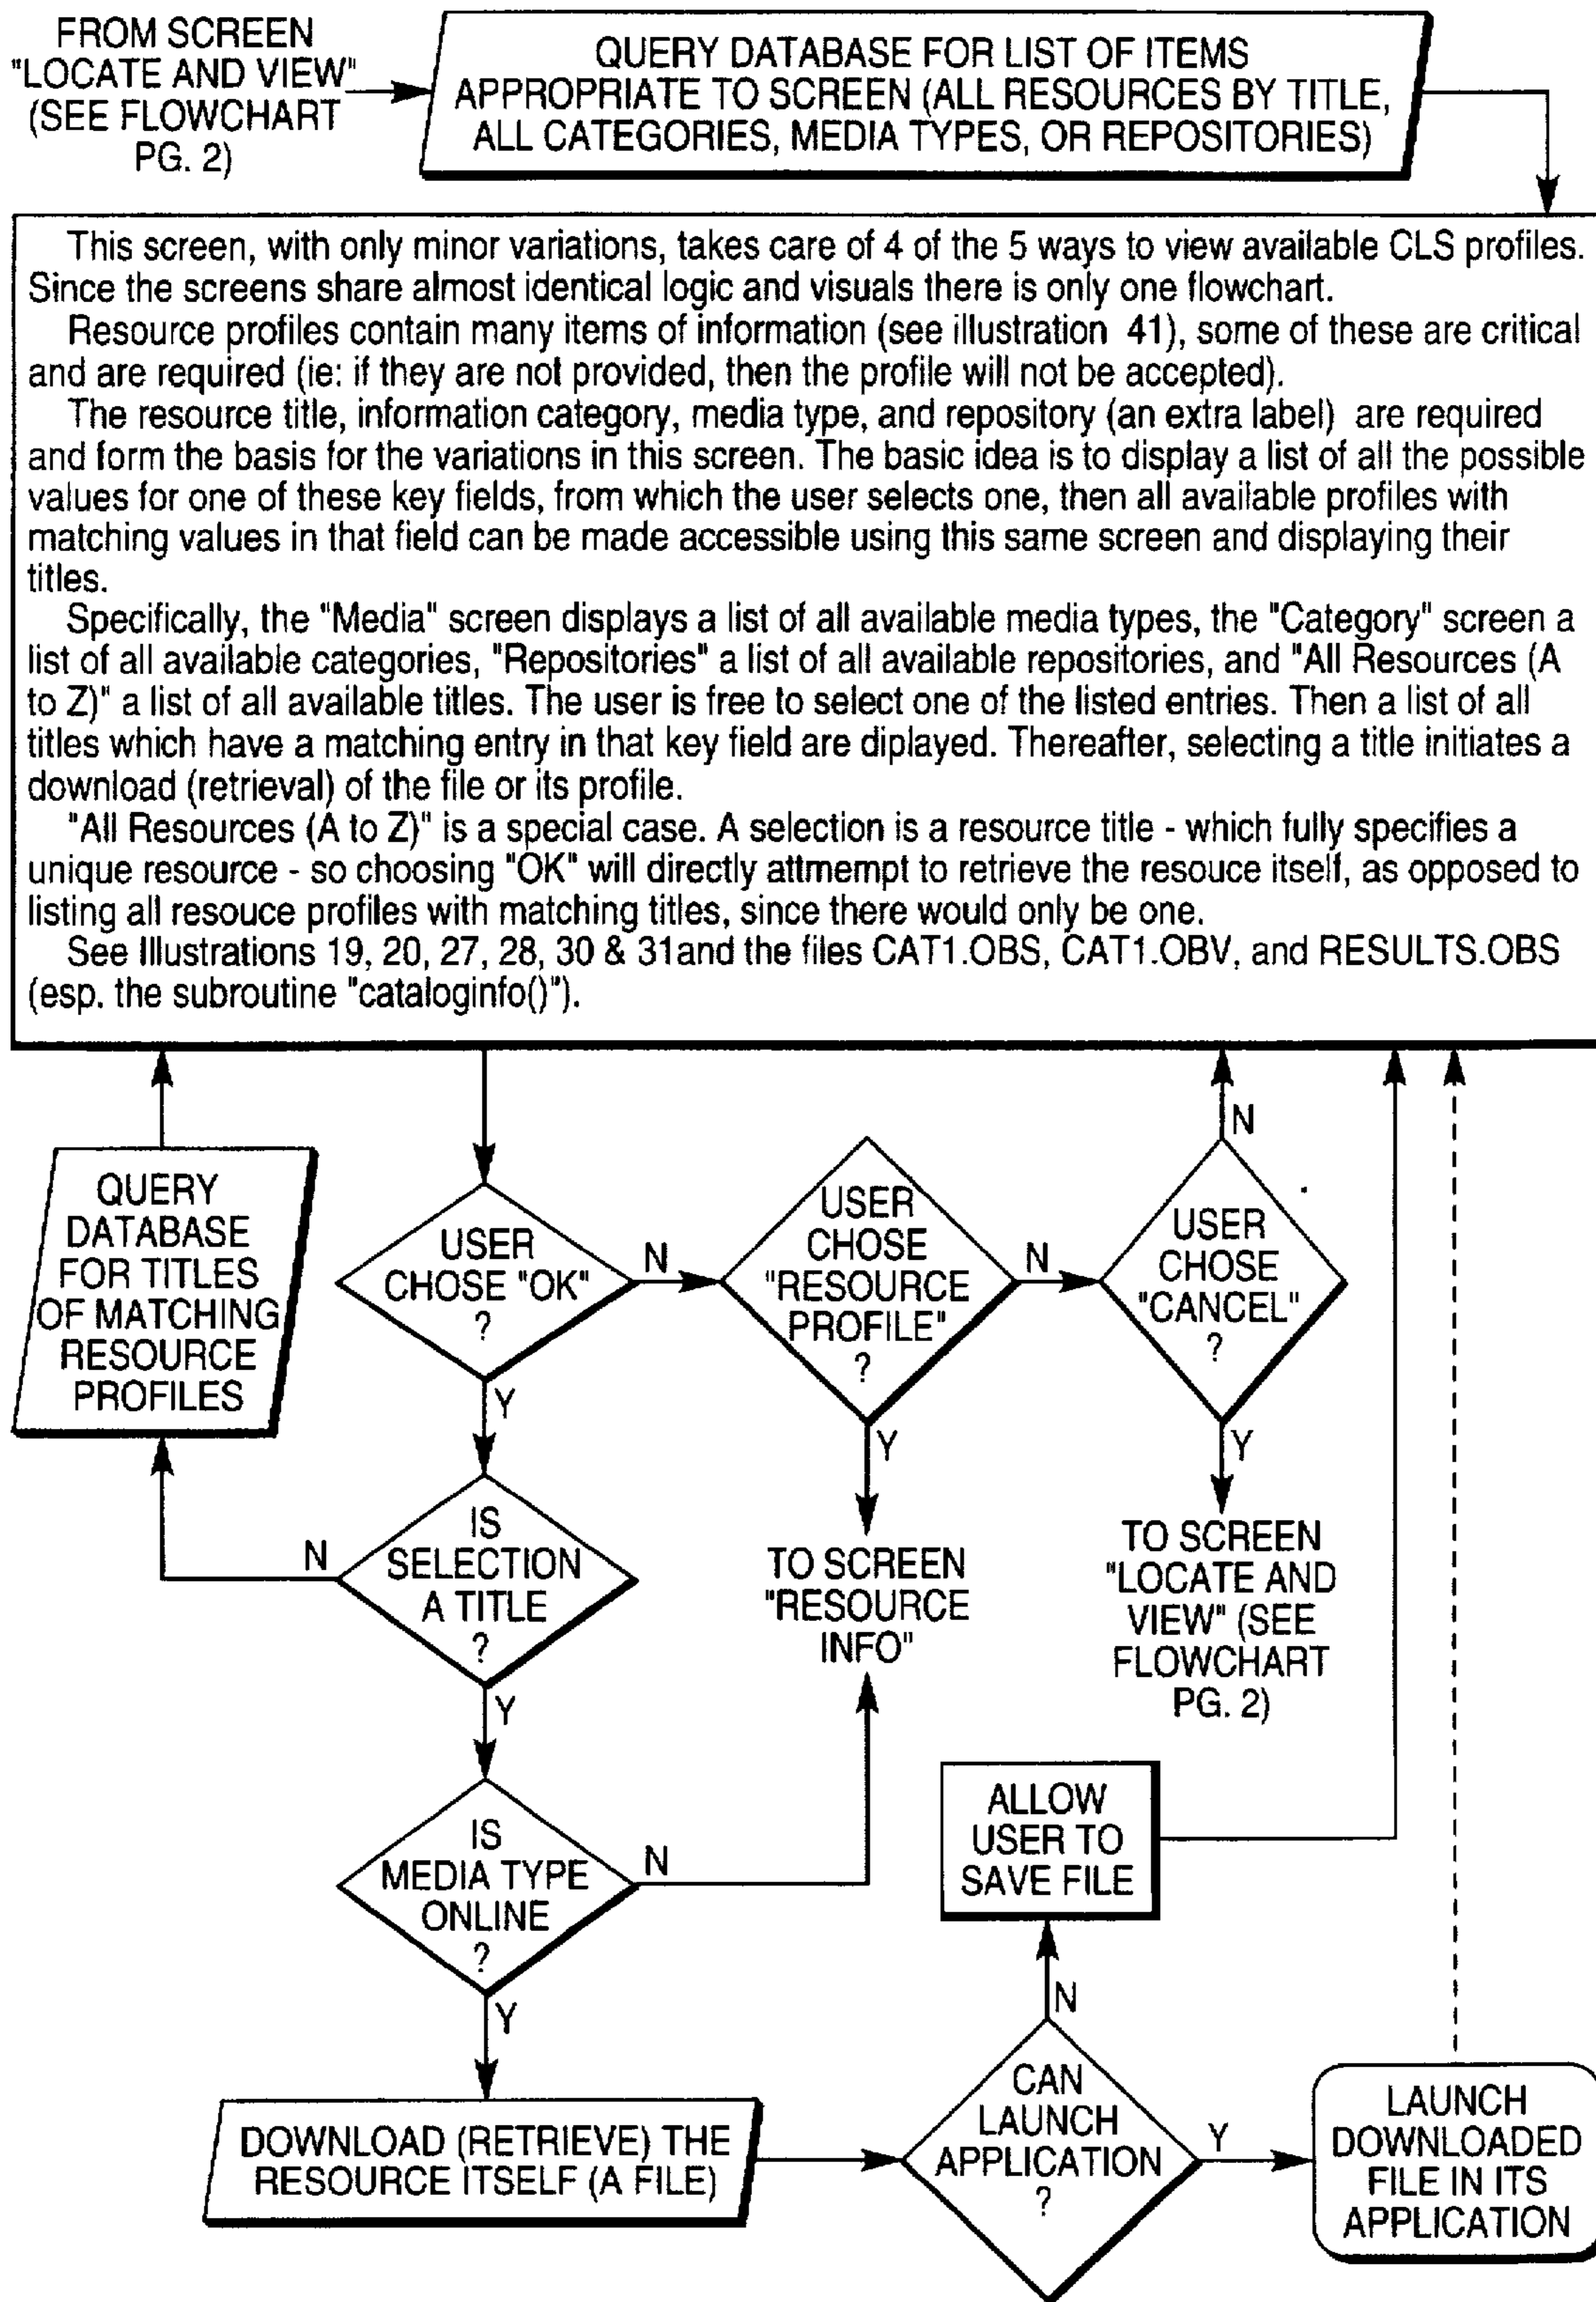 FROM SCREEN
"LOCATE AND VIEW"
(SEE FLOWCHART
PG. 2)
QUERY DATABASE FOR LIST OF ITEMS
APPROPRIATE TO SCREEN (ALL RESOURCES BY TITLE,
ALL CATEGORIES, MEDIA TYPES, OR REPOSITORIES)
This screen, with only minor variations, takes care of 4 of the 5 ways to view available CLS profiles.
Since the screens share almost identical logic and visuals there is only one flowchart.
Resource profiles contain many items of information (see illustration 41), some of these are critical
and are required (ie: if they are not provided, then the profile will not be accepted).
The resource title, information category, media type, and repository (an extra label) are required
and form the basis for the variations in this screen. The basic idea is to display a list of all the possible
values for one of these key fields, from which the user selects one, then all available profiles with
matching values in that field can be made accessible using this same screen and displaying their
titles.
Specifically, the "Media" screen displays a list of all available media types, the "Category" screen a
list of all available categories, "Repositories" a list of all available repositories, and "All Resources (A
to Z)" a list of all available titles. The user is free to select one of the listed entries. Then a list of all
titles which have a matching entry in that key field are diplayed. Thereafter, selecting a title initiates a
download (retrieval) of the file or its profile.
"All Resources (A to Z)" is a special case. A selection is a resource title - which fully specifies a
unique resource - so choosing "OK" will directly attmempt to retrieve the resouce itself, as opposed to
listing all resouce profiles with matching titles, since there would only be one.
See Illustrations 19, 20, 27, 28, 30 & 31and the files CAT1.OBS, CAT1.OBV, and RESULTS.OBS
(esp. the subroutine "cataloginfo()").
QUERY
DATABASE
FOR TITLES
OF MATCHING
RESOURCE
PROFILES
USER
CHOSE "OK"
?
N
Y
USER
CHOSE
"RESOURCE
PROFILE"
?
N
Y
N
USER
CHOSE
"CANCEL"
?
Y
IS
SELECTION
A TITLE
?
N
Y
TO SCREEN
"RESOURCE
INFO"
TO SCREEN
"LOCATE AND
VIEW" (SEE
FLOWCHART
PG. 2)
IS
MEDIA TYPE
ONLINE
?
N
Y
ALLOW
USER TO
SAVE FILE
N
DOWNLOAD (RETRIEVE) THE
RESOURCE ITSELF (A FILE)
CAN
LAUNCH
APPLICATION
?
Y
LAUNCH
DOWNLOADED
FILE IN ITS
APPLICATION